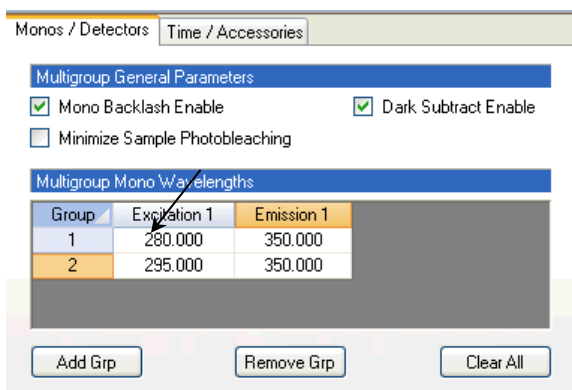 Monos / Detectors Time / Accessories
Multigroup General Parameters
Mono Backlash Enable Dark Subtract Enable
Minimize Sample Photobleaching
Multigroup Mono Wavelengths
Group Excitation 1 Emission 1
1 280.000 350.000
2 295.000 350.000
Add Grp Remove Grp Clear All